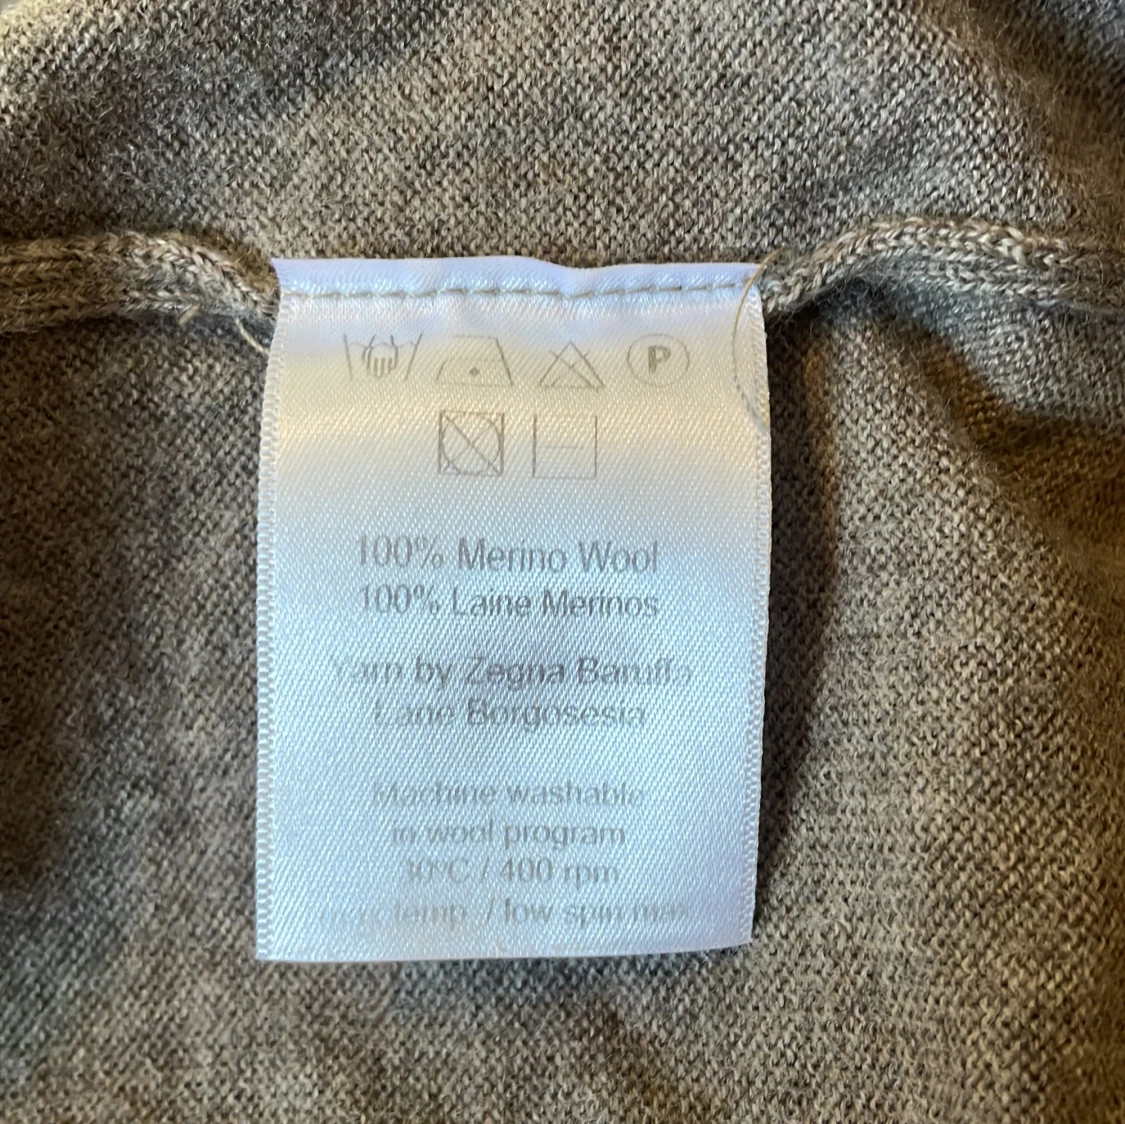 P
100% Merino Wool
100% Laine Merinos
Yarn by Zegna Baruffa
Lane Borgosesia
Machine washable
in wool program
30°C / 400 rpm
temp. / low spin max